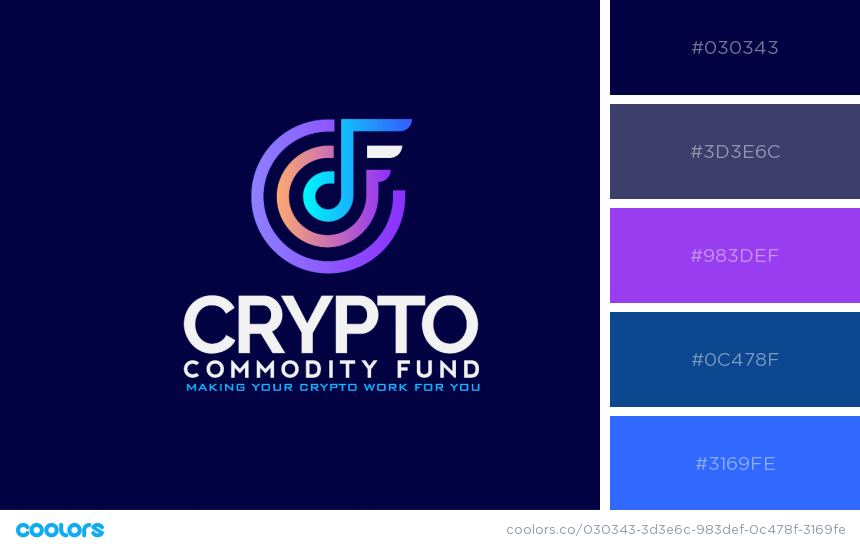 CRYPTO
COMMODITY FUND
MAKING YOUR CRYPTO WORK FOR YOU
#030343
#3D3E6C
#983DEF
#0C478F
#3169FE
coolors
coolors.co/030343-3d3e6c-983def-0c478f-3169fe